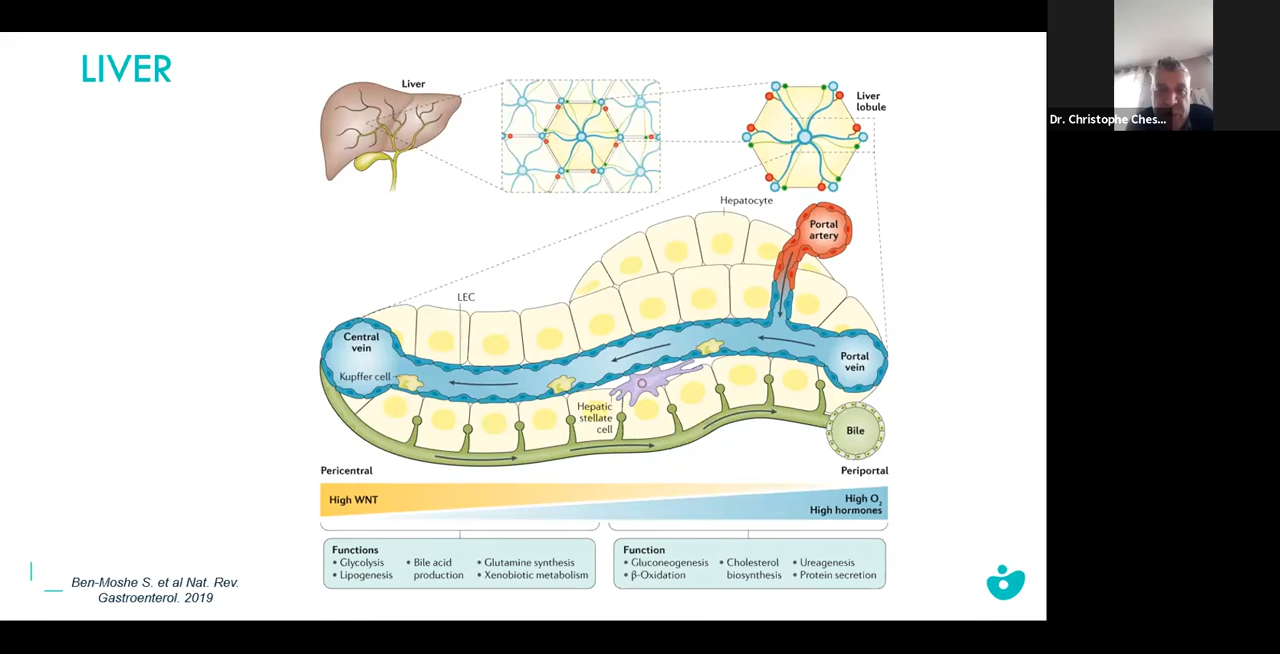 LIVER
Liver
Liver
lobule
Dr. Christophe Ches...
Hepatocyte
Portal
artery
LEC
Central
vein
Portal
vein
Kupffer cell
Hepatic
stellate
cell
Bile
Pericentral
Periportal
High WNT
High O₂
High hormones
Functions
• Glycolysis
• Lipogenesis
• Bile acid
production
• Glutamine synthesis
• Xenobiotic metabolism
Function
• Gluconeogenesis
• β-Oxidation
• Cholesterol
biosynthesis
• Ureagenesis
• Protein secretion
Ben-Moshe S. et al Nat. Rev.
Gastroenterol. 2019